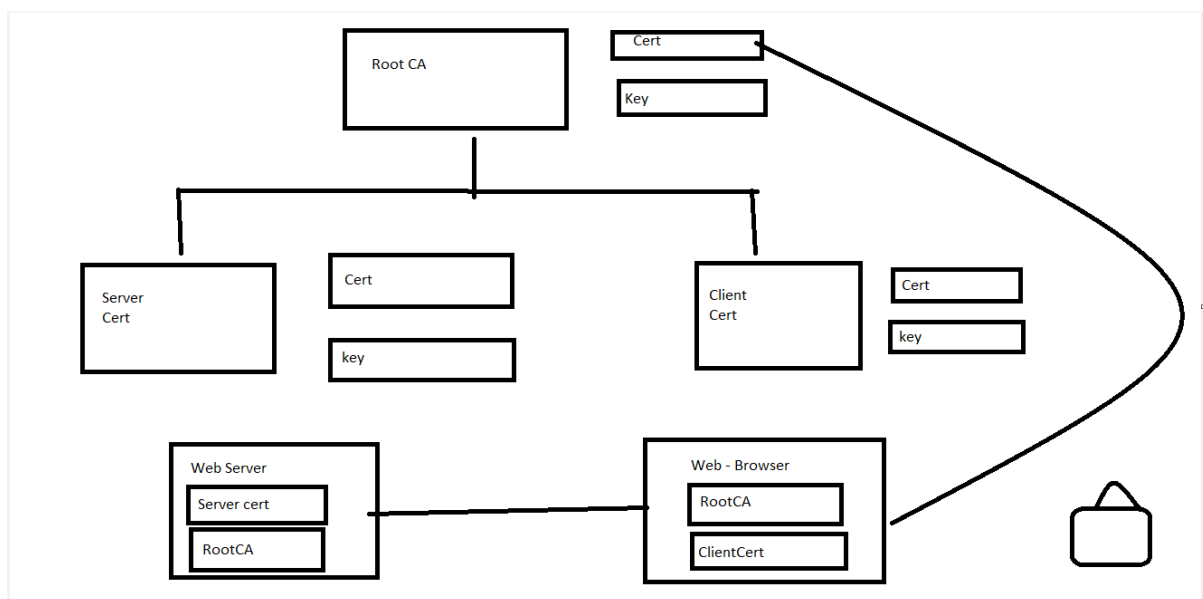 Root CA
Cert
Key
Server
Cert
Cert
key
Client
Cert
Cert
key
Web Server
Server cert
RootCA
Web - Browser
RootCA
ClientCert